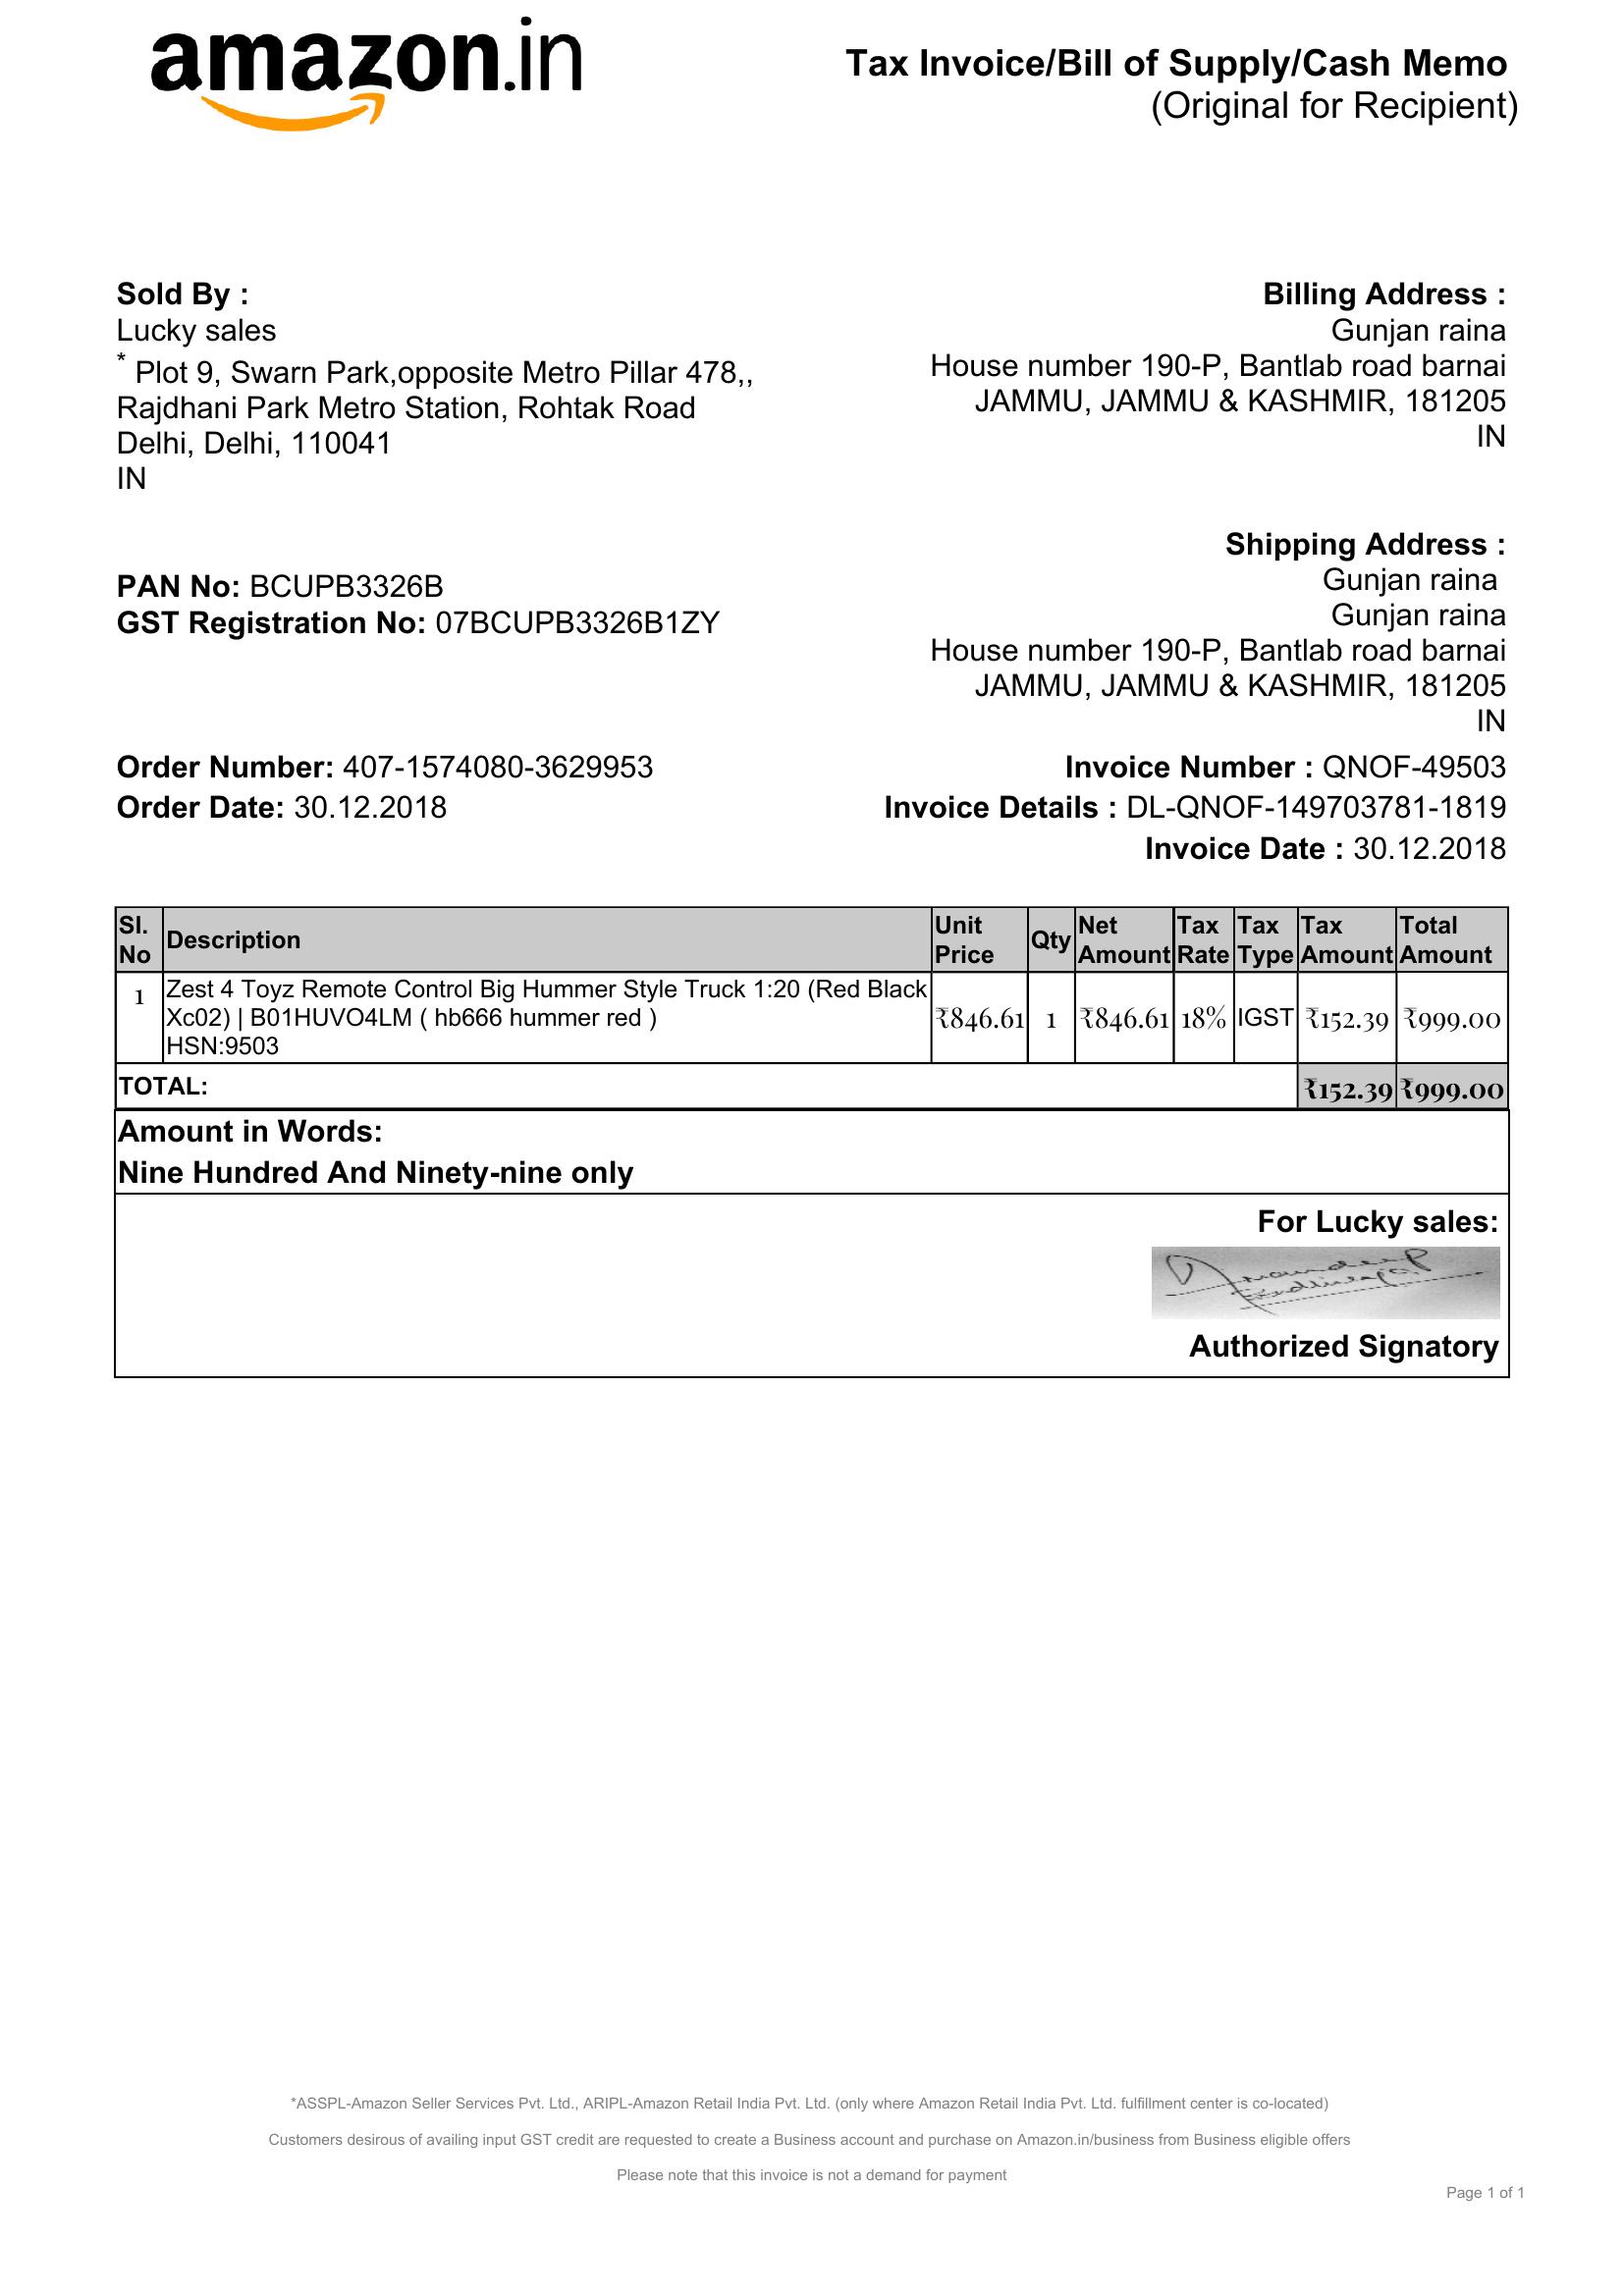 amazon.in
Tax Invoice/Bill of Supply/Cash Memo
(Original for Recipient)
Sold By :
Lucky sales
* Plot 9, Swarn Park,opposite Metro Pillar 478,,
Rajdhani Park Metro Station, Rohtak Road
Delhi, Delhi, 110041
IN
Billing Address :
Gunjan raina
House number 190-P, Bantlab road barnai
JAMMU, JAMMU & KASHMIR, 181205
IN
PAN No: BCUPB3326B
GST Registration No: 07BCUPB3326B1ZY
Shipping Address :
Gunjan raina
Gunjan raina
House number 190-P, Bantlab road barnai
JAMMU, JAMMU & KASHMIR, 181205
IN
Order Number: 407-1574080-3629953
Order Date: 30.12.2018
Invoice Number : QNOF-49503
Invoice Details : DL-QNOF-149703781-1819
Invoice Date : 30.12.2018
Sl. No Description Unit Price Qty Net Amount Tax Rate Tax Type Tax Amount Total Amount
1 Zest 4 Toyz Remote Control Big Hummer Style Truck 1:20 (Red Black
Xc02) | B01HUVO4LM ( hb666 hummer red ) ₹846.61 1 ₹846.61 18% IGST ₹152.39 ₹999.00
HSN:9503
TOTAL: ₹152.39 ₹999.00
Amount in Words:
Nine Hundred And Ninety-nine only
For Lucky sales:
Authorized Signatory
*ASSPL-Amazon Seller Services Pvt. Ltd., ARIPL-Amazon Retail India Pvt. Ltd. (only where Amazon Retail India Pvt. Ltd. fulfillment center is co-located)
Customers desirous of availing input GST credit are requested to create a Business account and purchase on Amazon.in/business from Business eligible offers
Please note that this invoice is not a demand for payment
Page 1 of 1